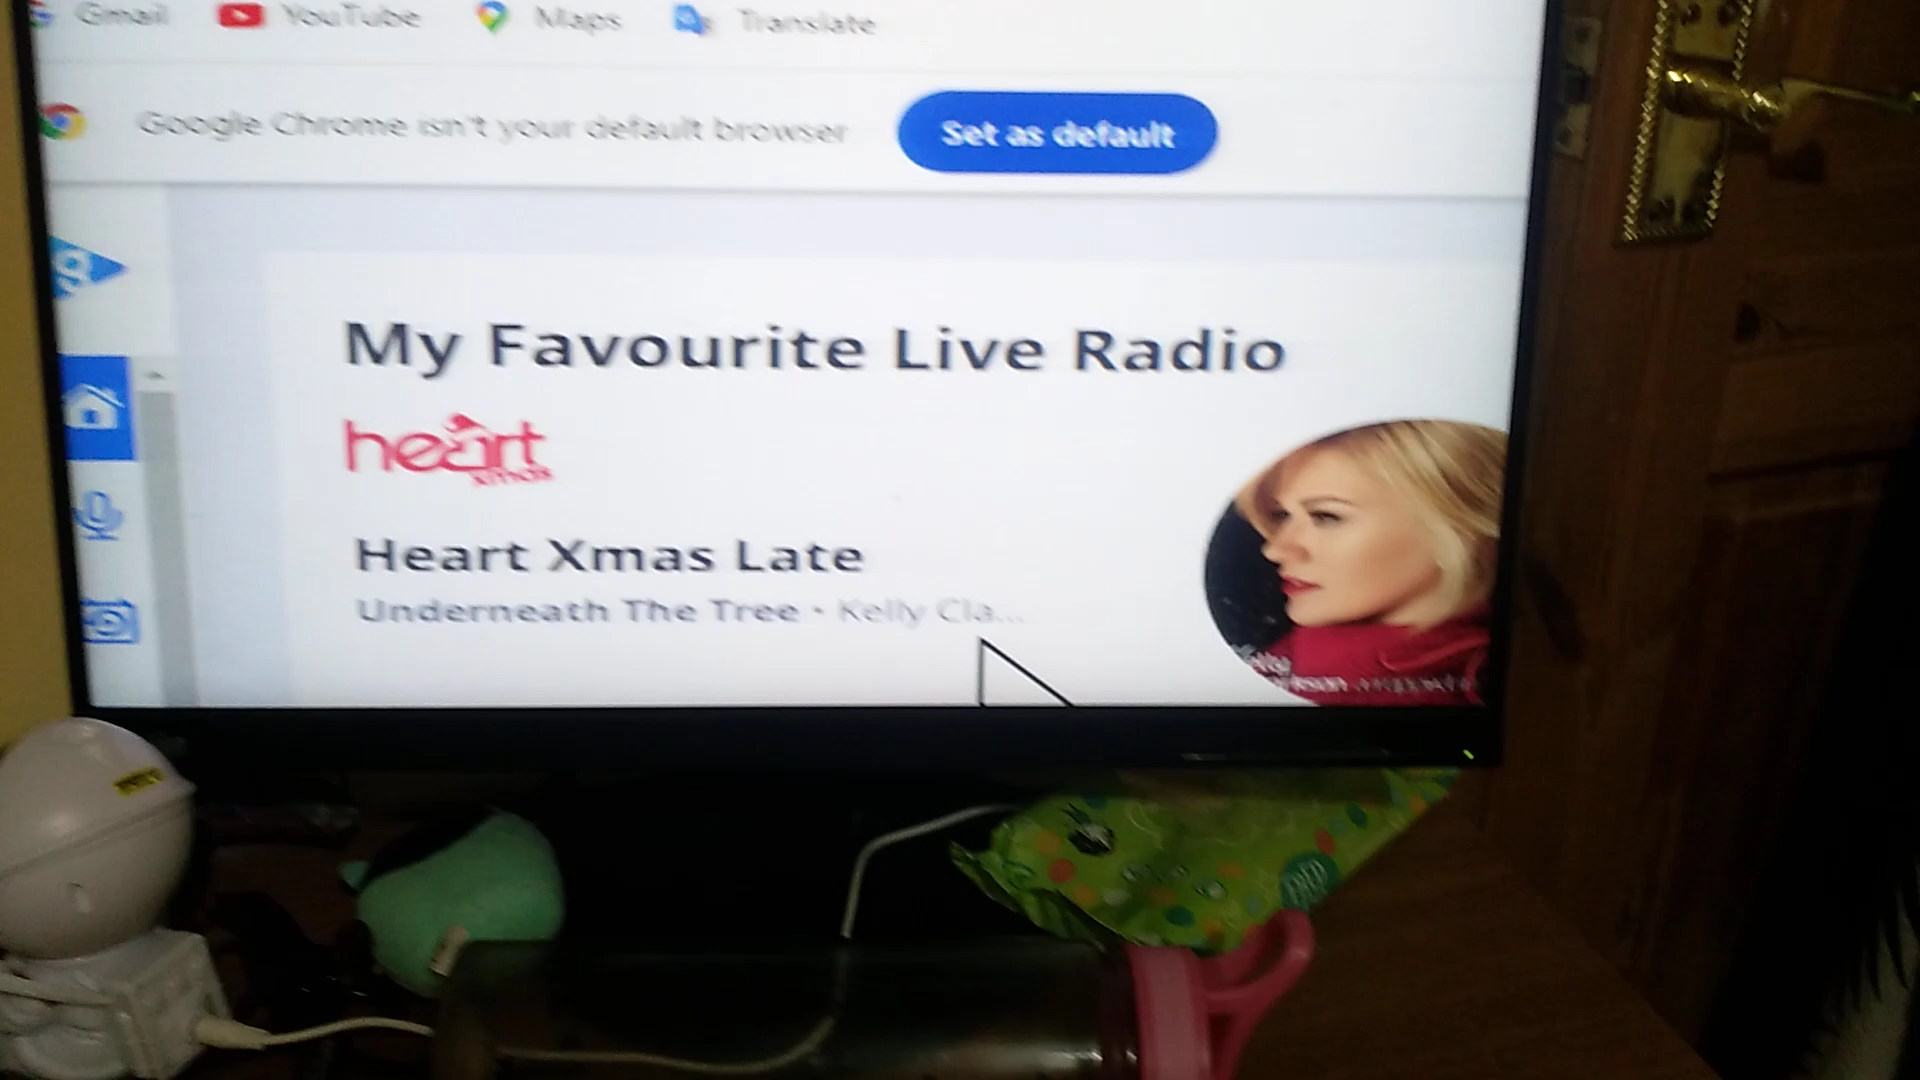 Gmail YouTube Maps Translate
Google Chrome isn't your default browser Set as default
My Favourite Live Radio
heart
xmas
Heart Xmas Late
Underneath The Tree • Kelly Cla...